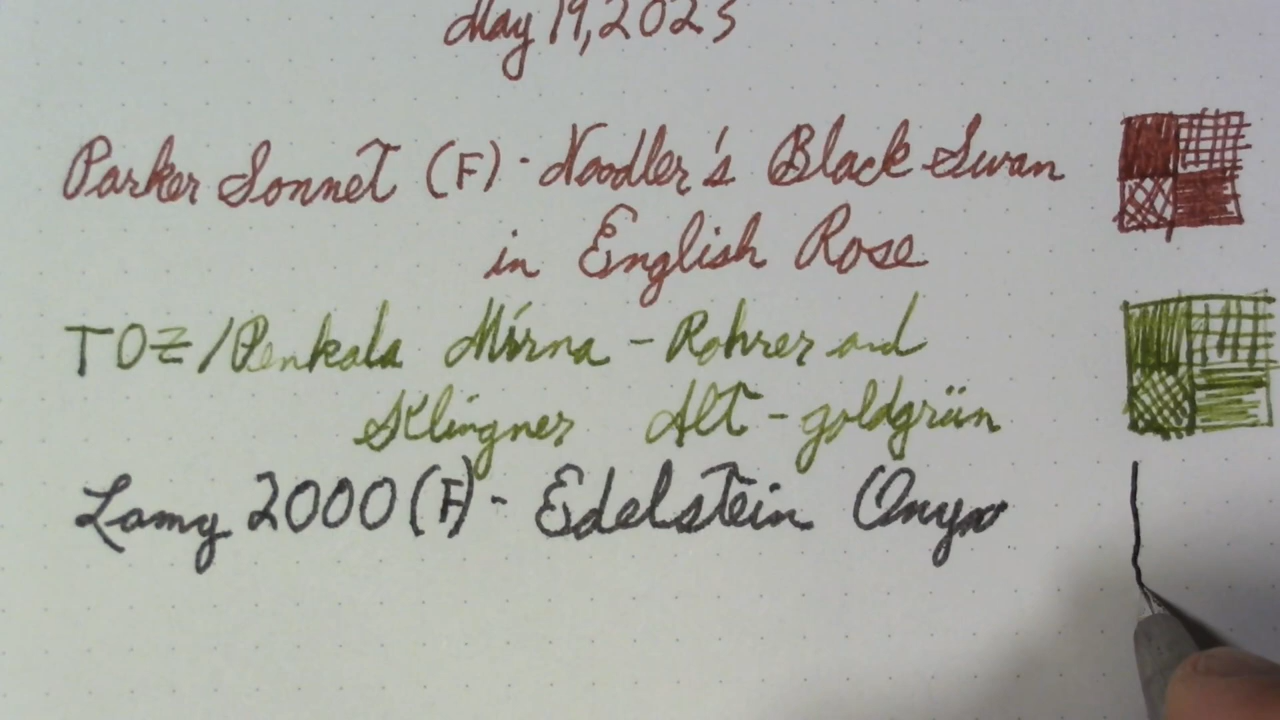 May 19, 2023
Parker Sonnet (F) - Noodler's Black Swan
in English Rose
TOZ/Penkala Mirna - Rohrer and
Klingner Alt-goldgrün
Lamy 2000 (F) - Edelstein Onyx